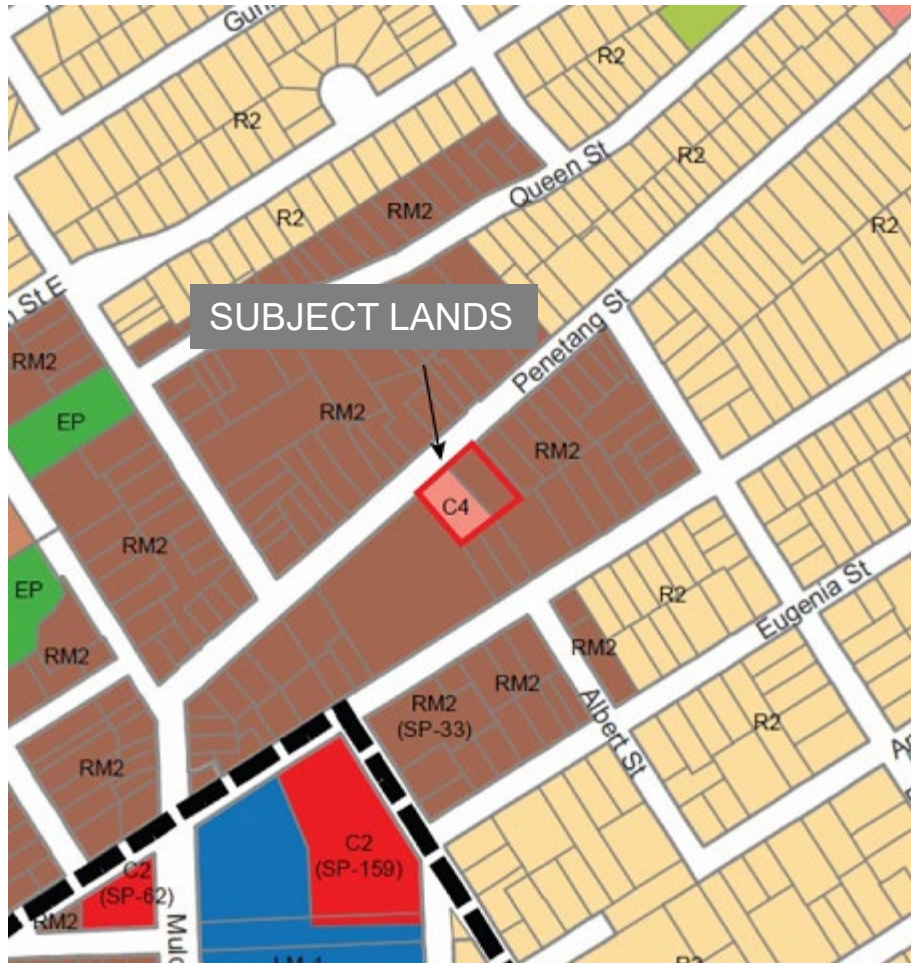 R2
R2
R2
Queen St
R2
RM2
R2
R2
St E
SUBJECT LANDS
RM2
Penetang St
RM2
EP
RM2
C4
RM2
EP
R2
Eugenia St
RM2
RM2
RM2
RM2
(SP-33)
Albert St
R2
RM2
C2
(SP-159)
C2
(SP-62)
RM2